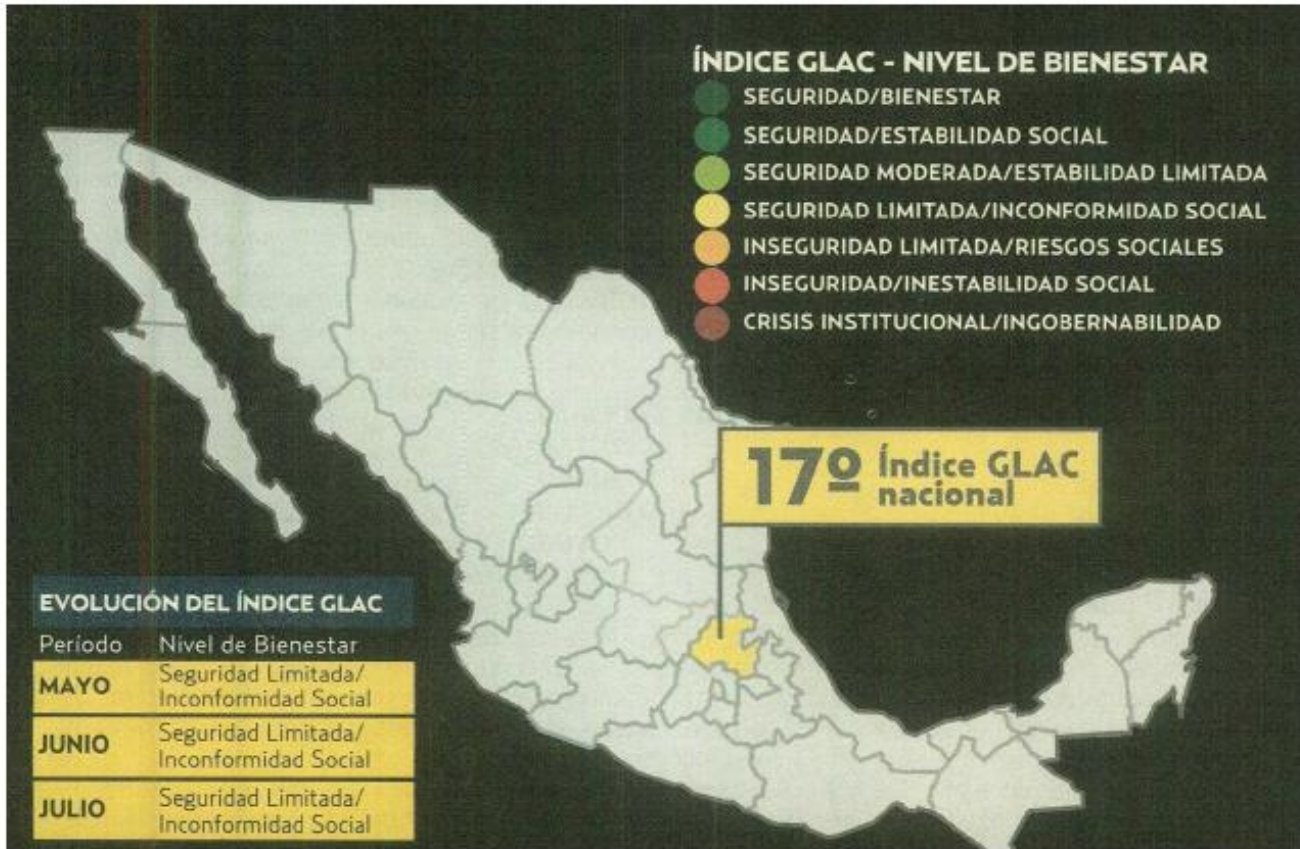 ÍNDICE GLAC - NIVEL DE BIENESTAR
SEGURIDAD/BIENESTAR
SEGURIDAD/ESTABILIDAD SOCIAL
SEGURIDAD MODERADA/ESTABILIDAD LIMITADA
SEGURIDAD LIMITADA/INCONFORMIDAD SOCIAL
INSEGURIDAD LIMITADA/RIESGOS SOCIALES
INSEGURIDAD/INESTABILIDAD SOCIAL
CRISIS INSTITUCIONAL/INGOBERNABILIDAD
17º Índice GLAC
nacional
EVOLUCIÓN DEL ÍNDICE GLAC
Período Nivel de Bienestar
MAYO Seguridad Limitada/
Inconformidad Social
JUNIO Seguridad Limitada/
Inconformidad Social
JULIO Seguridad Limitada/
Inconformidad Social